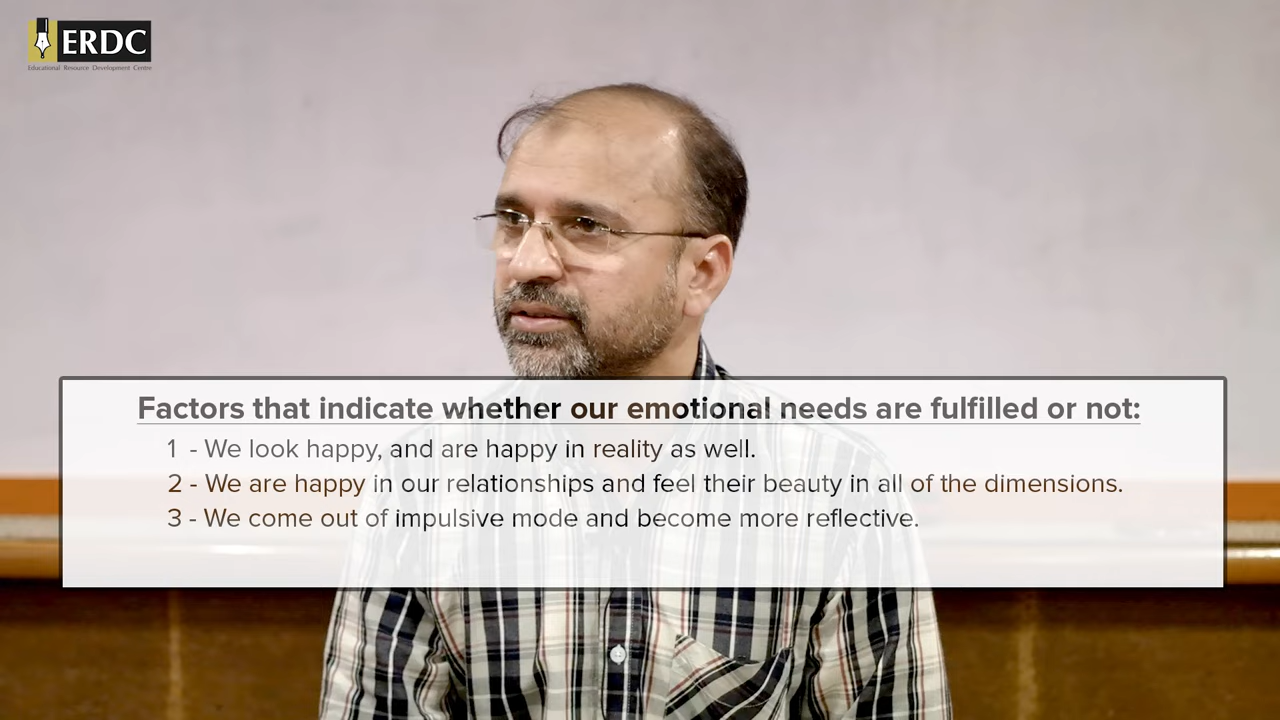 ERDC
Educational Resource Development Centre
Factors that indicate whether our emotional needs are fulfilled or not:
1 - We look happy, and are happy in reality as well.
2 - We are happy in our relationships and feel their beauty in all of the dimensions.
3 - We come out of impulsive mode and become more reflective.